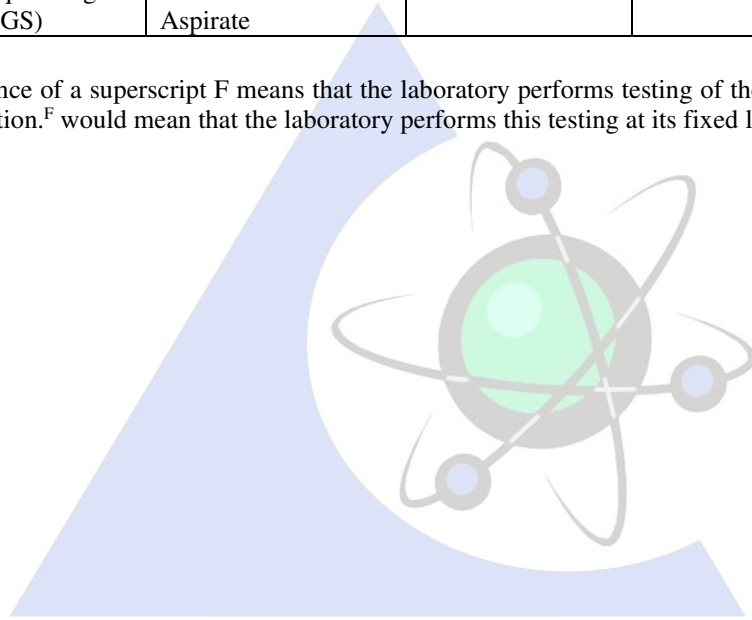 GS) Aspirate
nce of a superscript F means that the laboratory performs testing of the
tion.F would mean that the laboratory performs this testing at its fixed l